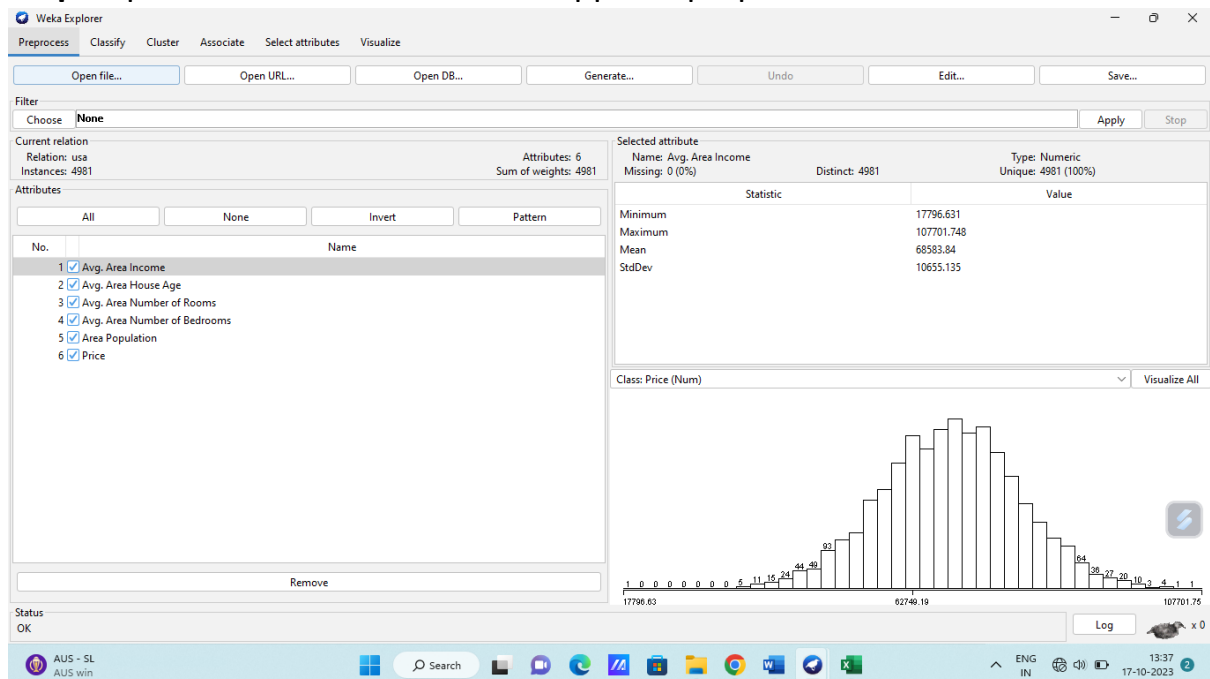 Weka Explorer
Preprocess Classify Cluster Associate Select attributes Visualize
Open file... Open URL... Open DB... Generate... Undo Edit... Save...
Filter
Choose None Apply Stop
Current relation
Relation: usa Attributes: 6
Instances: 4981 Sum of weights: 4981
Attributes
All None Invert Pattern
No. Name
1 Avg. Area Income
2 Avg. Area House Age
3 Avg. Area Number of Rooms
4 Avg. Area Number of Bedrooms
5 Area Population
6 Price
Remove
Selected attribute
Name: Avg. Area Income Type: Numeric
Missing: 0 (0%) Distinct: 4981 Unique: 4981 (100%)
Statistic Value
Minimum 17796.631
Maximum 107701.748
Mean 68583.84
StdDev 10655.135
Class: Price (Num) Visualize All
1 0 0 0 0 0 0 0 5 11 15 24 44 49 93 64 36 27 20 10 3 4 1 1
17796.63 62749.19 107701.75
Status
OK Log x 0
AUS - SL
AUS win
Search
ENG
IN
13:37
17-10-2023
2